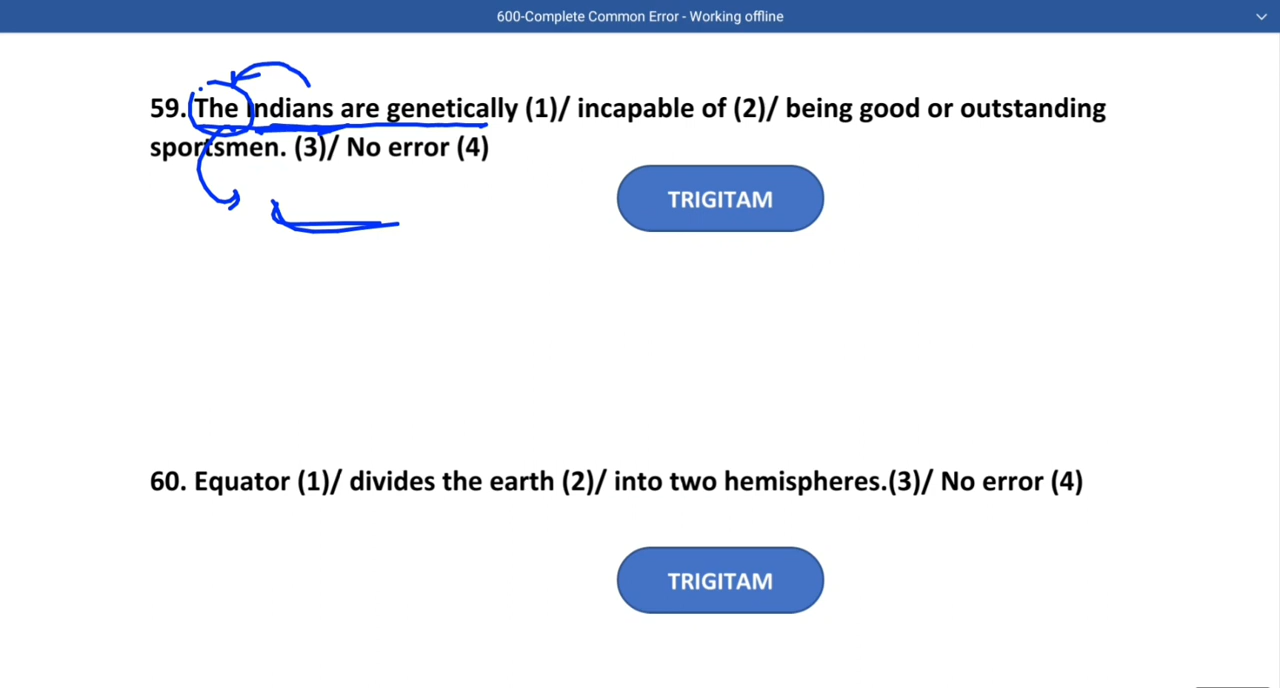 600-Complete Common Error - Working offline
59. The Indians are genetically (1)/ incapable of (2)/ being good or outstanding
sportsmen. (3)/ No error (4)
TRIGITAM
60. Equator (1)/ divides the earth (2)/ into two hemispheres.(3)/ No error (4)
TRIGITAM